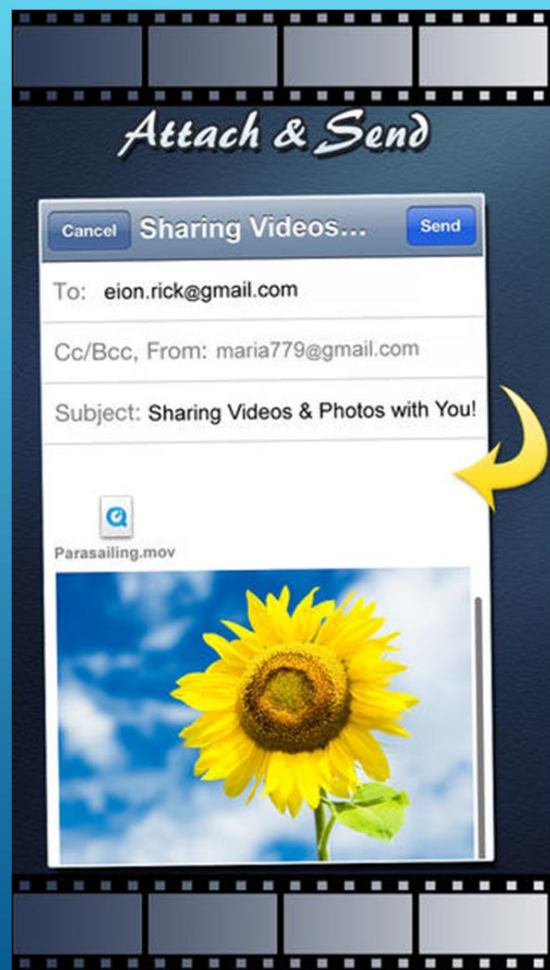 Attach & Send
Cancel Sharing Videos... Send
To: eion.rick@gmail.com
Cc/Bcc, From: maria779@gmail.com
Subject: Sharing Videos & Photos with You!
Parasailing.mov